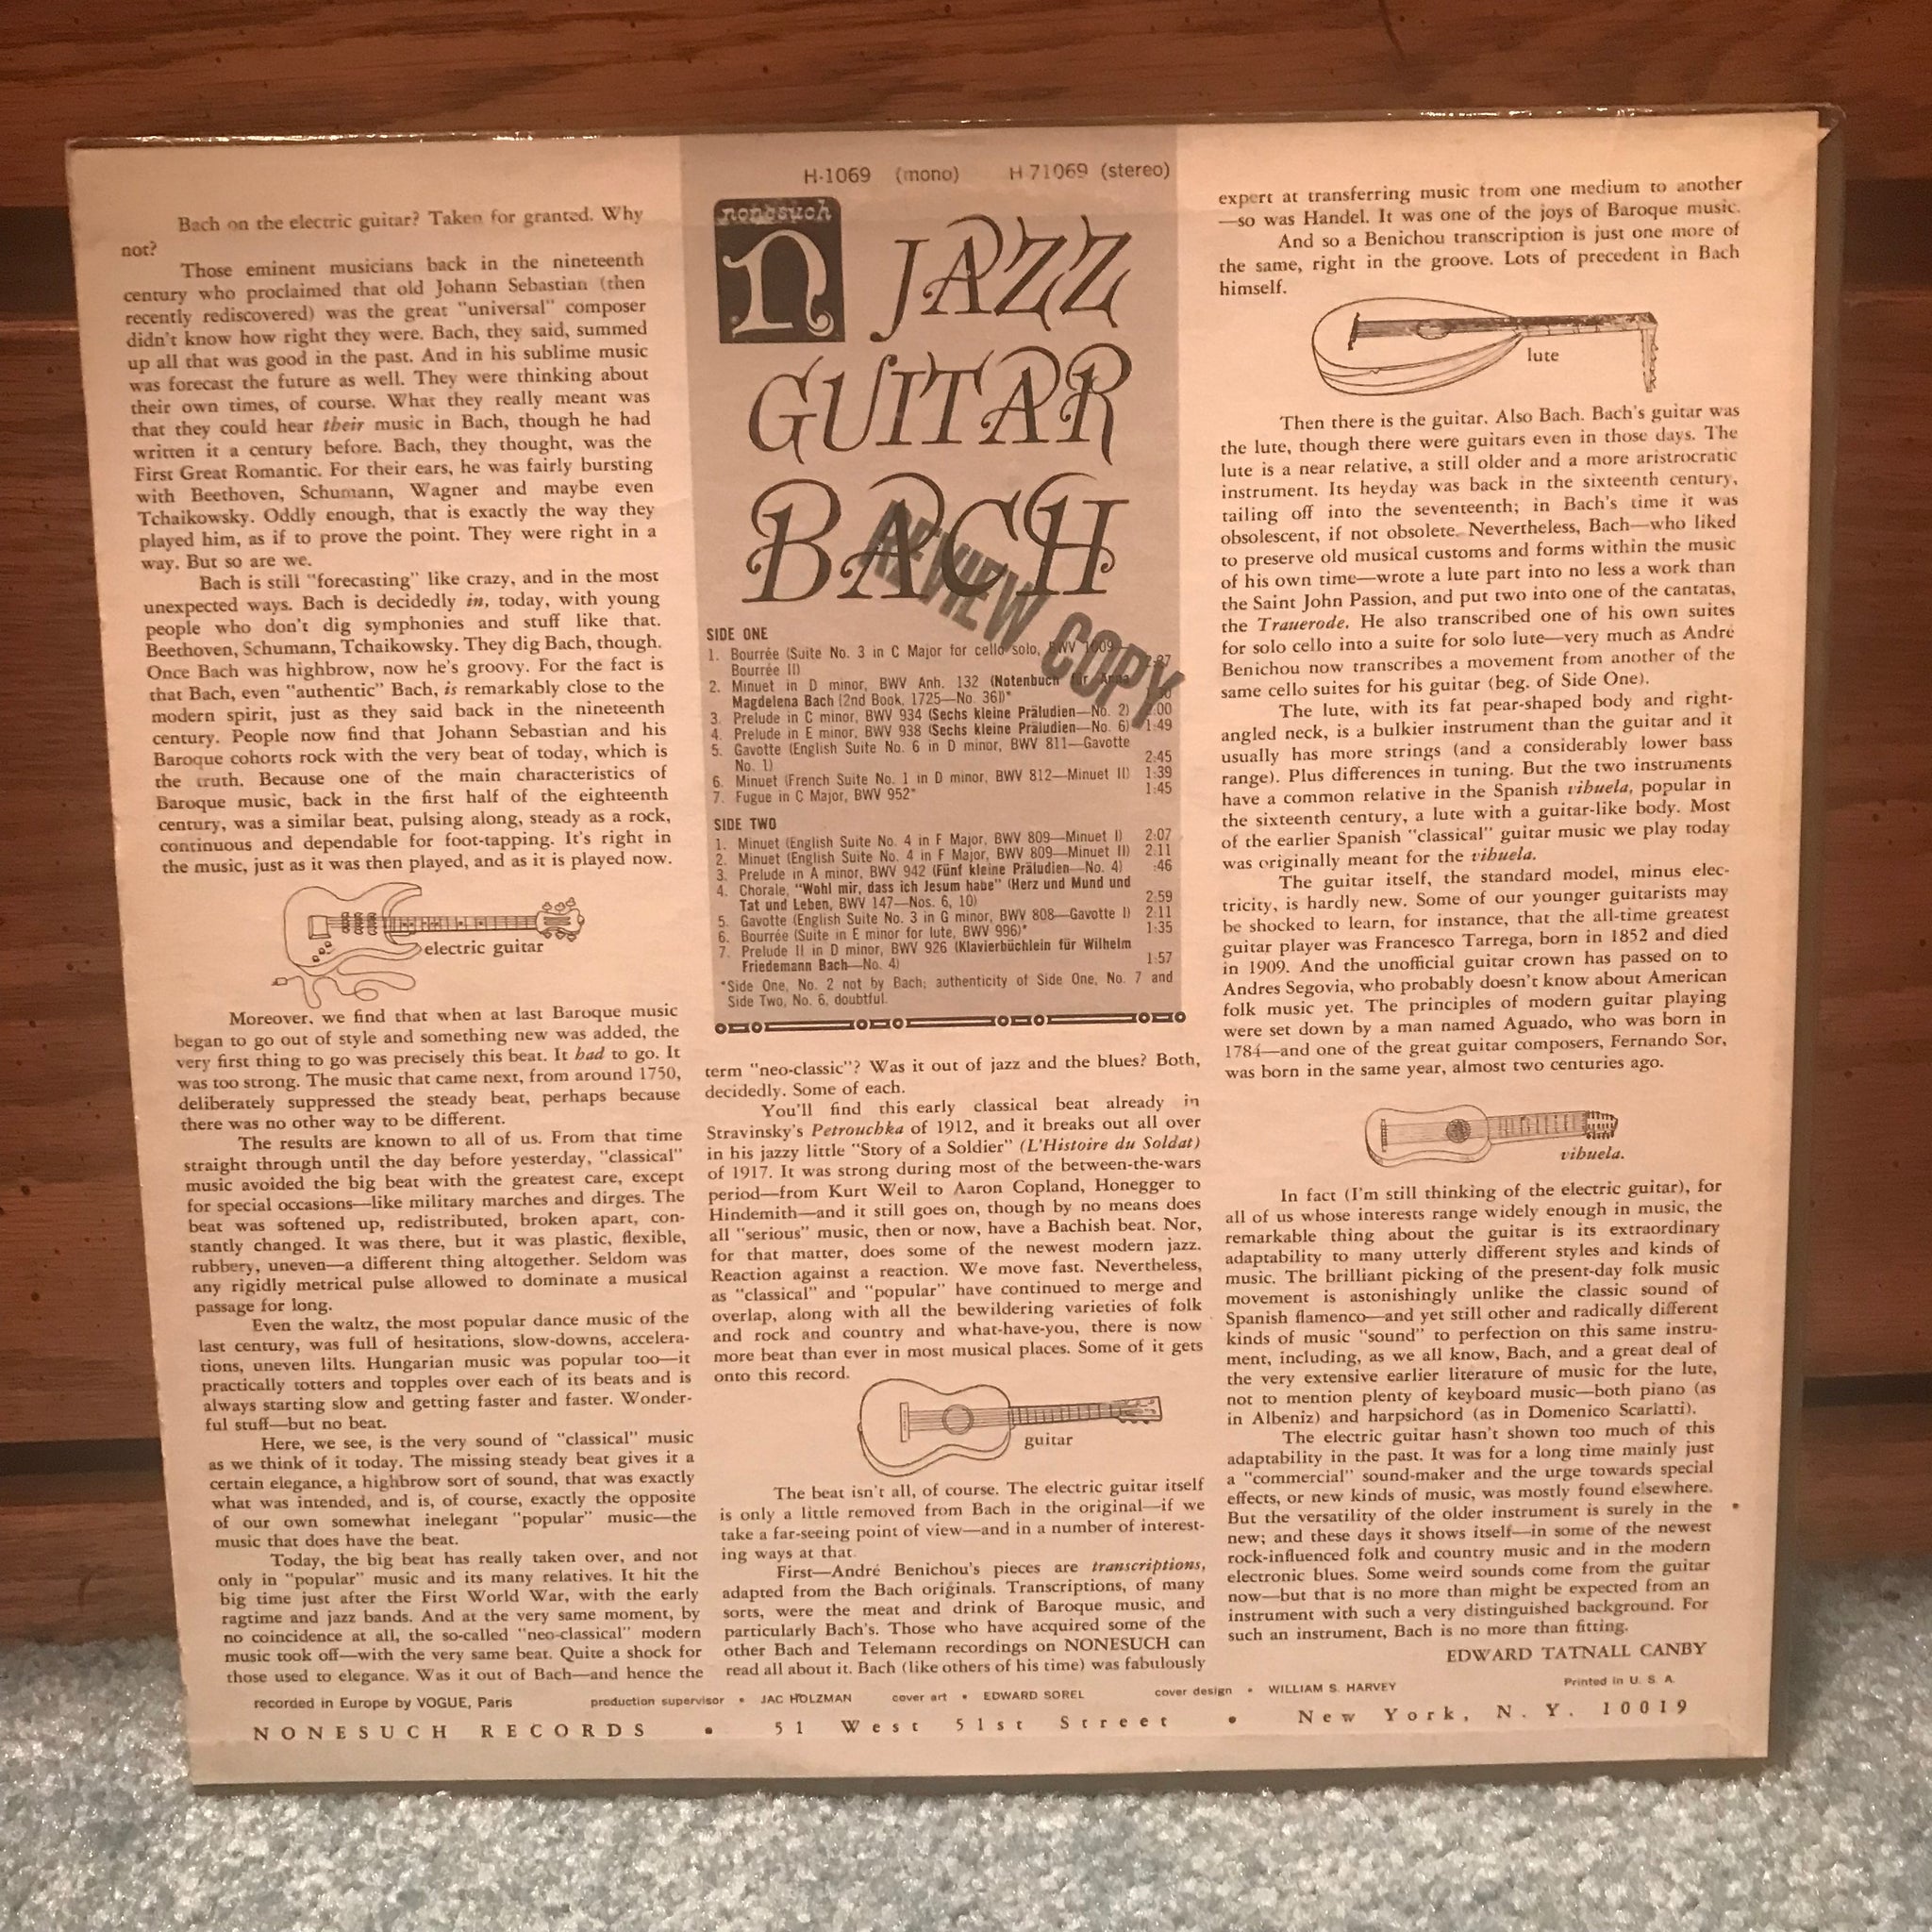 H-1069 (mono) H-71069 (stereo)
nonesuch
n
JAZZ
GUITAR
BACH
REVIEW COPY
SIDE ONE
1. Bourrée (Suite No. 3 in C Major for cello solo, BWV 1009—
Bourrée II) 2:27
2. Minuet in D minor, BWV Anh. 132 (Notenbuch für Anna
Magdelena Bach [2nd Book, 1725—No. 36])* 1:30
3. Prelude in C minor, BWV 934 (Sechs kleine Präludien—No. 2) 2:00
4. Prelude in E minor, BWV 938 (Sechs kleine Präludien—No. 6) 1:49
5. Gavotte (English Suite No. 6 in D minor, BWV 811—Gavotte
No. 1) 2:45
6. Minuet (French Suite No. 1 in D minor, BWV 812—Minuet II) 1:39
7. Fugue in C Major, BWV 952* 1:45
SIDE TWO
1. Minuet (English Suite No. 4 in F Major, BWV 809—Minuet I) 2:07
2. Minuet (English Suite No. 4 in F Major, BWV 809—Minuet II) 2:11
3. Prelude in A minor, BWV 942 (Fünf kleine Präludien—No. 4) :46
4. Chorale, "Wohl mir, dass ich Jesum habe" (Herz und Mund und
Tat und Leben, BWV 147—Nos. 6, 10) 2:59
5. Gavotte (English Suite No. 3 in G minor, BWV 808—Gavotte I) 2:11
6. Bourrée (Suite in E minor for lute, BWV 996)* 1:35
7. Prelude II in D minor, BWV 926 (Klavierbüchlein für Wilhelm
Friedemann Bach—No. 4) 1:57
*Side One, No. 2 not by Bach; authenticity of Side One, No. 7 and
Side Two, No. 6, doubtful.
Bach on the electric guitar? Taken for granted. Why
not?
Those eminent musicians back in the nineteenth
century who proclaimed that old Johann Sebastian (then
recently rediscovered) was the great "universal" composer
didn't know how right they were. Bach, they said, summed
up all that was good in the past. And in his sublime music
was forecast the future as well. They were thinking about
their own times, of course. What they really meant was
that they could hear their music in Bach, though he had
written it a century before. Bach, they thought, was the
First Great Romantic. For their ears, he was fairly bursting
with Beethoven, Schumann, Wagner and maybe even
Tchaikowsky. Oddly enough, that is exactly the way they
played him, as if to prove the point. They were right in a
way. But so are we.
Bach is still "forecasting" like crazy, and in the most
unexpected ways. Bach is decidedly in, today, with young
people who don't dig symphonies and stuff like that.
Beethoven, Schumann, Tchaikowsky. They dig Bach, though.
Once Bach was highbrow, now he's groovy. For the fact is
that Bach, even "authentic" Bach, is remarkably close to the
modern spirit, just as they said back in the nineteenth
century. People now find that Johann Sebastian and his
Baroque cohorts rock with the very beat of today, which is
the truth. Because one of the main characteristics of
Baroque music, back in the first half of the eighteenth
century, was a similar beat, pulsing along, steady as a rock,
continuous and dependable for foot-tapping. It's right in
the music, just as it was then played, and as it is played now.
electric guitar
Moreover, we find that when at last Baroque music
began to go out of style and something new was added, the
very first thing to go was precisely this beat. It had to go. It
was too strong. The music that came next, from around 1750,
deliberately suppressed the steady beat, perhaps because
there was no other way to be different.
The results are known to all of us. From that time
straight through until the day before yesterday, "classical"
music avoided the big beat with the greatest care, except
for special occasions—like military marches and dirges. The
beat was softened up, redistributed, broken apart, con-
stantly changed. It was there, but it was plastic, flexible,
rubbery, uneven—a different thing altogether. Seldom was
any rigidly metrical pulse allowed to dominate a musical
passage for long.
Even the waltz, the most popular dance music of the
last century, was full of hesitations, slow-downs, accelera-
tions, uneven lilts. Hungarian music was popular too—it
practically totters and topples over each of its beats and is
always starting slow and getting faster and faster. Wonder-
ful stuff—but no beat.
Here, we see, is the very sound of "classical" music
as we think of it today. The missing steady beat gives it a
certain elegance, a highbrow sort of sound, that was exactly
what was intended, and is, of course, exactly the opposite
of our own somewhat inelegant "popular" music—the
music that does have the beat.
Today, the big beat has really taken over, and not
only in "popular" music and its many relatives. It hit the
big time just after the First World War, with the early
ragtime and jazz bands. And at the very same moment, by
no coincidence at all, the so-called "neo-classical" modern
music took off—with the very same beat. Quite a shock for
those used to elegance. Was it out of Bach—and hence the
term "neo-classic"? Was it out of jazz and the blues? Both,
decidedly. Some of each.
You'll find this early classical beat already in
Stravinsky's Petrouchka of 1912, and it breaks out all over
in his jazzy little "Story of a Soldier" (L'Histoire du Soldat)
of 1917. It was strong during most of the between-the-wars
period—from Kurt Weil to Aaron Copland, Honegger to
Hindemith—and it still goes on, though by no means does
all "serious" music, then or now, have a Bachish beat. Nor,
for that matter, does some of the newest modern jazz.
Reaction against a reaction. We move fast. Nevertheless,
as "classical" and "popular" have continued to merge and
overlap, along with all the bewildering varieties of folk
and rock and country and what-have-you, there is now
more beat than ever in most musical places. Some of it gets
onto this record.
guitar
The beat isn't all, of course. The electric guitar itself
is only a little removed from Bach in the original—if we
take a far-seeing point of view—and in a number of interest-
ing ways at that.
First—André Benichou's pieces are transcriptions,
adapted from the Bach originals. Transcriptions, of many
sorts, were the meat and drink of Baroque music, and
particularly Bach's. Those who have acquired some of the
other Bach and Telemann recordings on NONESUCH can
read all about it. Bach (like others of his time) was fabulously
expert at transferring music from one medium to another
—so was Handel. It was one of the joys of Baroque music.
And so a Benichou transcription is just one more of
the same, right in the groove. Lots of precedent in Bach
himself.
lute
Then there is the guitar. Also Bach. Bach's guitar was
the lute, though there were guitars even in those days. The
lute is a near relative, a still older and a more aristrocratic
instrument. Its heyday was back in the sixteenth century,
tailing off into the seventeenth; in Bach's time it was
obsolescent, if not obsolete. Nevertheless, Bach—who liked
to preserve old musical customs and forms within the music
of his own time—wrote a lute part into no less a work than
the Saint John Passion, and put two into one of the cantatas,
the Trauerode. He also transcribed one of his own suites
for solo cello into a suite for solo lute—very much as André
Benichou now transcribes a movement from another of the
same cello suites for his guitar (beg. of Side One).
The lute, with its fat pear-shaped body and right-
angled neck, is a bulkier instrument than the guitar and it
usually has more strings (and a considerably lower bass
range). Plus differences in tuning. But the two instruments
have a common relative in the Spanish vihuela, popular in
the sixteenth century, a lute with a guitar-like body. Most
of the earlier Spanish "classical" guitar music we play today
was originally meant for the vihuela.
The guitar itself, the standard model, minus elec-
tricity, is hardly new. Some of our younger guitarists may
be shocked to learn, for instance, that the all-time greatest
guitar player was Francesco Tarrega, born in 1852 and died
in 1909. And the unofficial guitar crown has passed on to
Andres Segovia, who probably doesn't know about American
folk music yet. The principles of modern guitar playing
were set down by a man named Aguado, who was born in
1784—and one of the great guitar composers, Fernando Sor,
was born in the same year, almost two centuries ago.
vihuela.
In fact (I'm still thinking of the electric guitar), for
all of us whose interests range widely enough in music, the
remarkable thing about the guitar is its extraordinary
adaptability to many utterly different styles and kinds of
music. The brilliant picking of the present-day folk music
movement is astonishingly unlike the classic sound of
Spanish flamenco—and yet still other and radically different
kinds of music "sound" to perfection on this same instru-
ment, including, as we all know, Bach, and a great deal of
the very extensive earlier literature of music for the lute,
not to mention plenty of keyboard music—both piano (as
in Albeniz) and harpsichord (as in Domenico Scarlatti).
The electric guitar hasn't shown too much of this
adaptability in the past. It was for a long time mainly just
a "commercial" sound-maker and the urge towards special
effects, or new kinds of music, was mostly found elsewhere.
But the versatility of the older instrument is surely in the
new; and these days it shows itself—in some of the newest
rock-influenced folk and country music and in the modern
electronic blues. Some weird sounds come from the guitar
now—but that is no more than might be expected from an
instrument with such a very distinguished background. For
such an instrument, Bach is no more than fitting.
EDWARD TATNALL CANBY
Printed in U. S. A.
recorded in Europe by VOGUE, Paris production supervisor • JAC HOLZMAN cover art • EDWARD SOREL cover design • WILLIAM S. HARVEY
NONESUCH RECORDS • 51 West 51st Street • New York, N. Y. 10019